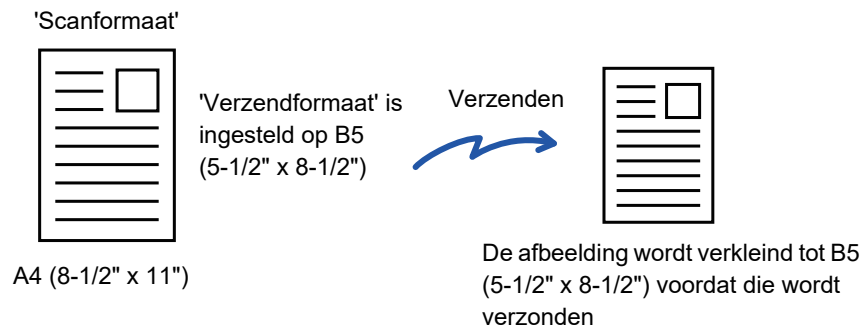 'Scanformaat'
A4 (8-1/2" x 11")
'Verzendformaat' is
ingesteld op B5
(5-1/2" x 8-1/2")
Verzenden
De afbeelding wordt verkleind tot B5
(5-1/2" x 8-1/2") voordat die wordt
verzonden